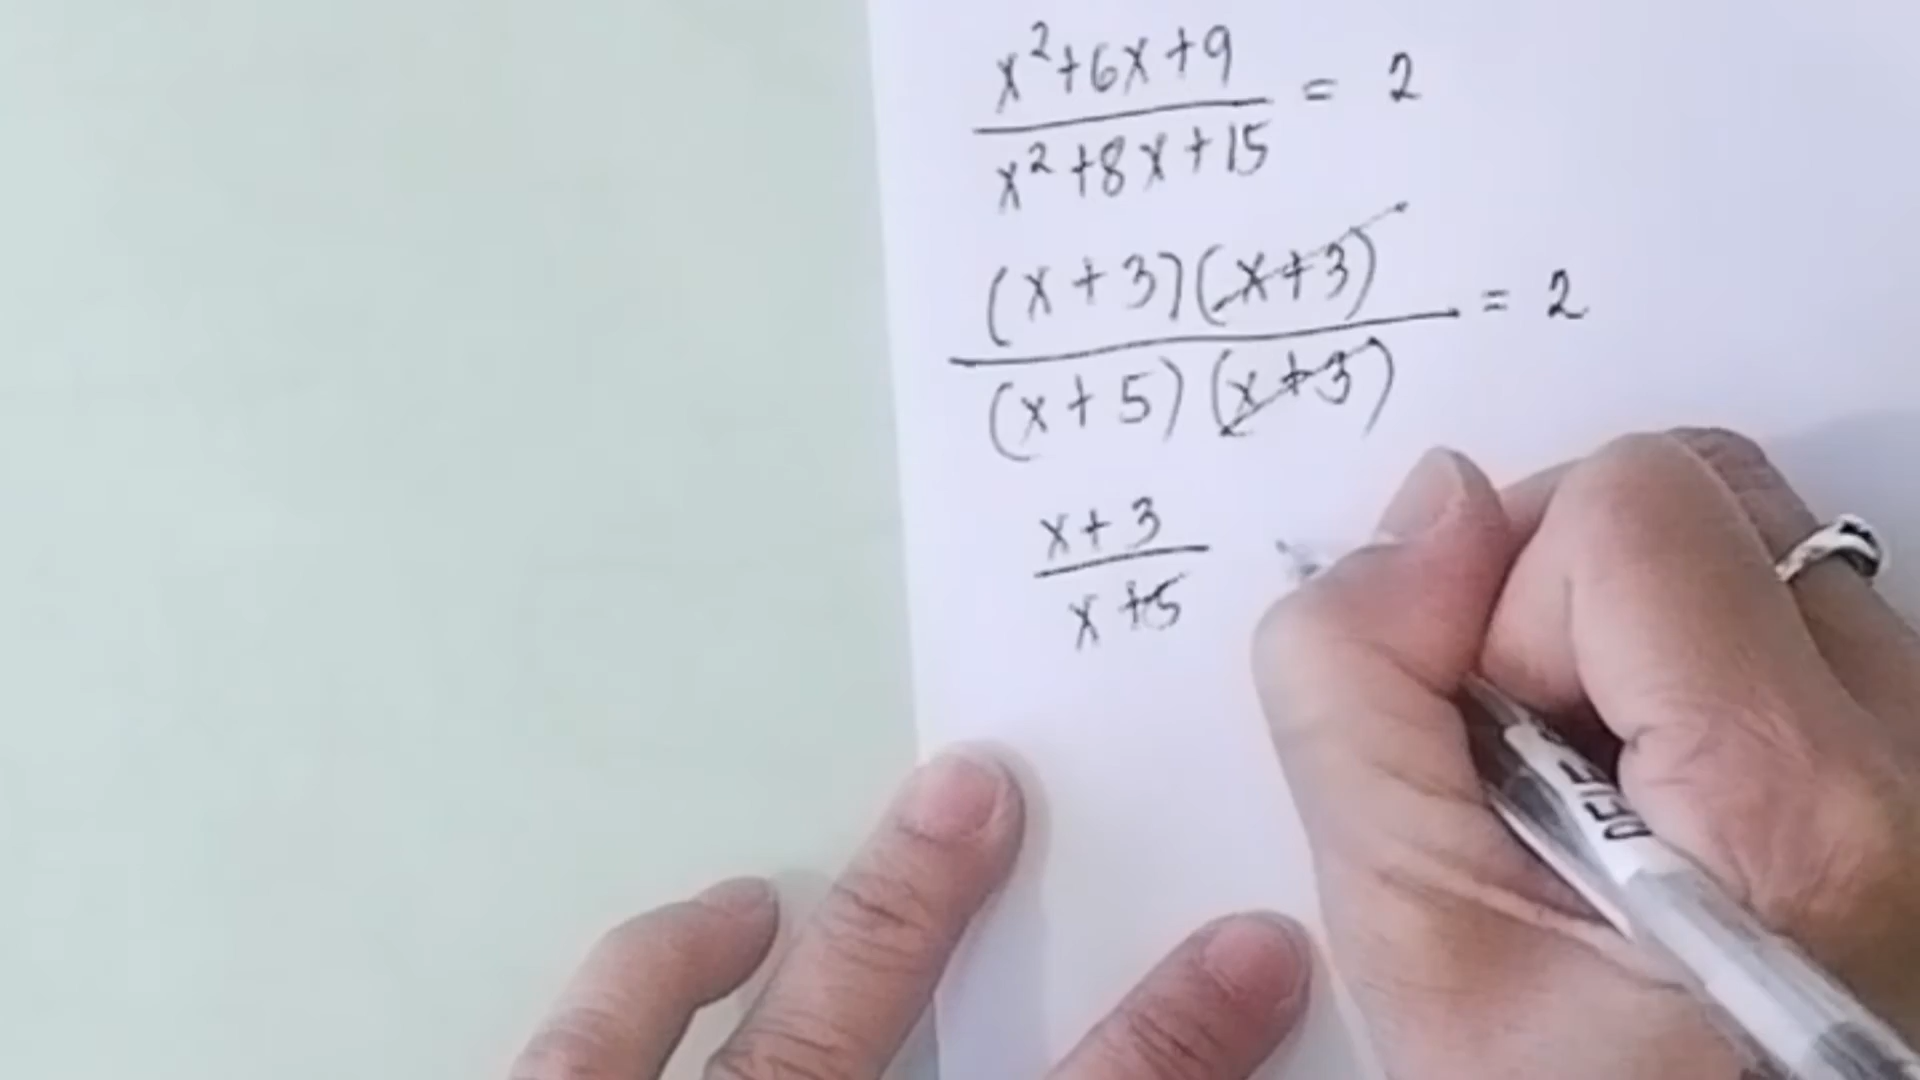 x²+6x+9
x²+8x+15
= 2
(x+3)(x+3)
(x+5)(x+3)
= 2
x+3
x+5